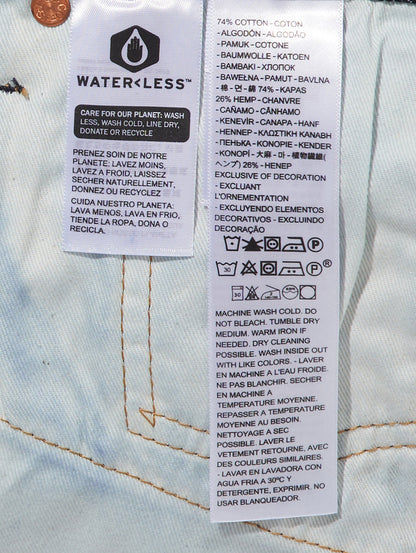 WATER<LESS™
CARE FOR OUR PLANET: WASH
LESS, WASH COLD, LINE DRY,
DONATE OR RECYCLE
PRENEZ SOIN DE NOTRE
PLANETE: LAVEZ MOINS,
LAVEZ A FROID, LAISSEZ
SECHER NATURELLEMENT,
DONNEZ OU RECYCLEZ
CUIDA NUESTRO PLANETA:
LAVA MENOS, LAVA EN FRIO,
TIENDE LA ROPA, DONA O
RECICLA.
74% COTTON - COTON
- ALGODÓN - ALGODÃO
- PAMUK - COTONE -
BAUMWOLLE - KATOEN -
BAMBAKI - ХЛОПОК -
BAWEŁNA - PAMUT - BAVLNA
- 棉 - 면 - 綿 74% - KAPAS
26% HEMP - CHANVRE
- CÁÑAMO - CÂNHAMO
- KENEVİR - CANAPA - HANF
- HENNEP - ΚΛΩΣΤΙΚΗ ΚΑΝΑΒΗ
- ПЕНЬКА - KONOPIE - KENDER
- KONOPÍ - 大麻 - 마 - 植物繊維(
ヘンプ) 26% - HENEP
EXCLUSIVE OF DECORATION
- EXCLUANT
L'ORNEMENTATION
- EXCLUYENDO ELEMENTOS
DECORATIVOS - EXCLUINDO
DECORAÇÃO
P
P ®
30
MACHINE WASH COLD. DO
NOT BLEACH. TUMBLE DRY
MEDIUM. WARM IRON IF
NEEDED. DRY CLEANING
POSSIBLE. WASH INSIDE OUT
WITH LIKE COLORS. - LAVER
EN MACHINE A L'EAU FROIDE.
NE PAS BLANCHIR. SECHER
EN MACHINE A
TEMPERATURE MOYENNE.
REPASSER A TEMPERATURE
MOYENNE AU BESOIN.
NETTOYAGE A SEC
POSSIBLE. LAVER LE
VETEMENT RETOURNE, AVEC
DES COULEURS SIMILAIRES.
- LAVAR EN LAVADORA CON
AGUA FRIA A 30ºC Y
DETERGENTE, EXPRIMIR. NO
USAR BLANQUEADOR.